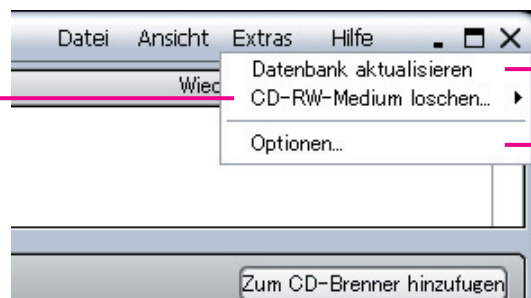 Datei Ansicht Extras Hilfe
Datenbank aktualisieren
Wied
CD-RW-Medium loschen...
Optionen...
Zum CD-Brenner hinzufugen